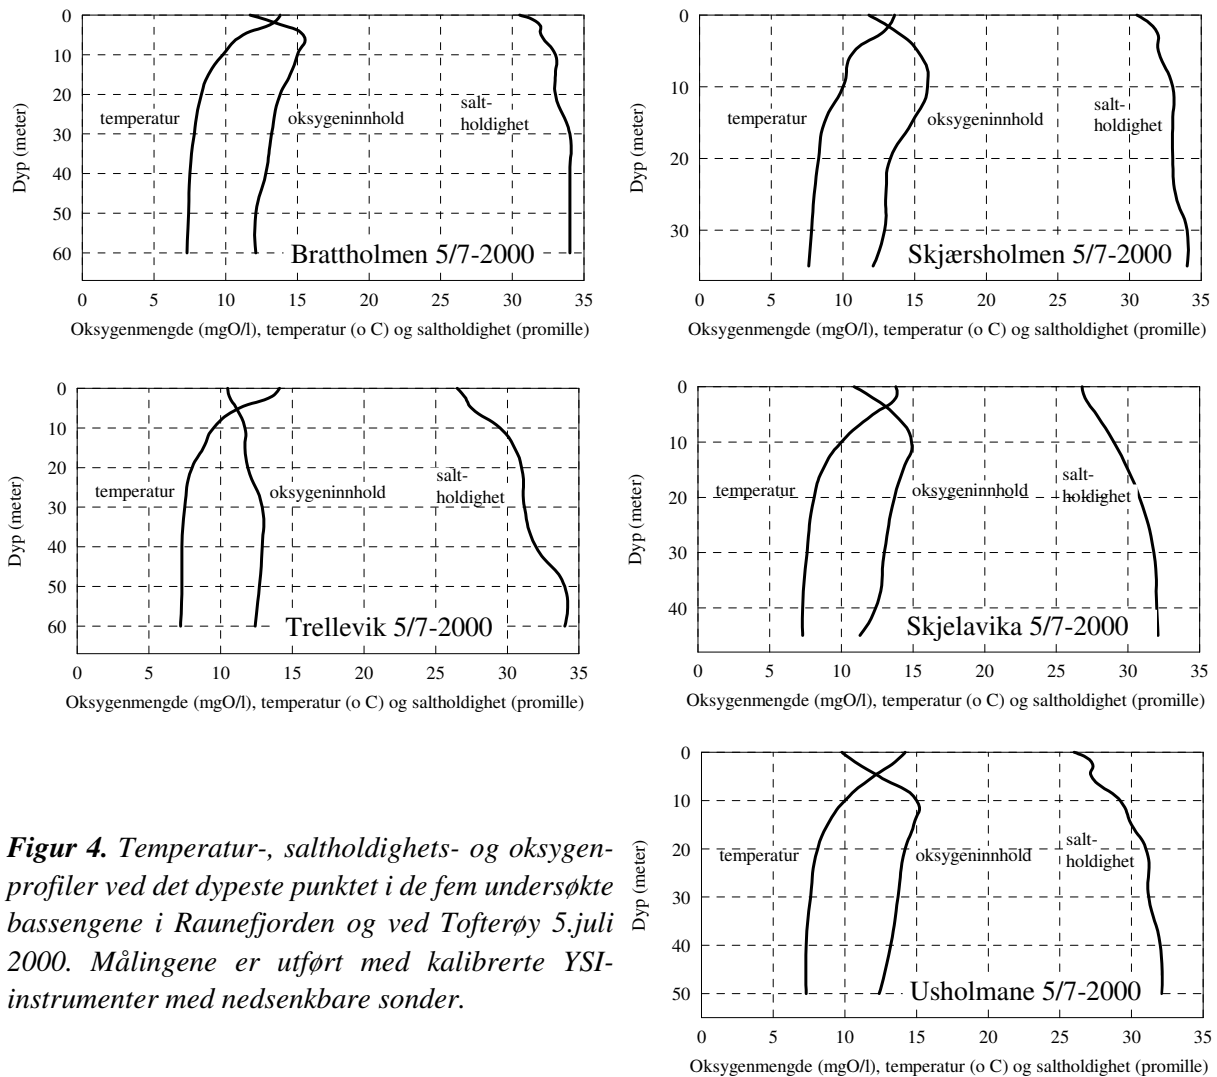 0
10
20
30
40
50
60
Dyp (meter)
temperatur
oksygeninnhold
salt-
holdighet
Brattholmen 5/7-2000
0 5 10 15 20 25 30 35
Oksygenmengde (mgO/l), temperatur (o C) og saltholdighet (promille)
0
10
20
30
Dyp (meter)
temperatur
oksygeninnhold
salt-
holdighet
Skjærsholmen 5/7-2000
0 5 10 15 20 25 30 35
Oksygenmengde (mgO/l), temperatur (o C) og saltholdighet (promille)
0
10
20
30
40
50
60
Dyp (meter)
temperatur
oksygeninnhold
salt-
holdighet
Trellevik 5/7-2000
0 5 10 15 20 25 30 35
Oksygenmengde (mgO/l), temperatur (o C) og saltholdighet (promille)
0
10
20
30
40
Dyp (meter)
temperatur
oksygeninnhold
salt-
holdighet
Skjelavika 5/7-2000
0 5 10 15 20 25 30 35
Oksygenmengde (mgO/l), temperatur (o C) og saltholdighet (promille)
0
10
20
30
40
50
Dyp (meter)
temperatur
oksygeninnhold
salt-
holdighet
Usholmane 5/7-2000
0 5 10 15 20 25 30 35
Oksygenmengde (mgO/l), temperatur (o C) og saltholdighet (promille)
Figur 4. Temperatur-, saltholdighets- og oksygen-
profiler ved det dypeste punktet i de fem undersøkte
bassengene i Raunefjorden og ved Tofterøy 5.juli
2000. Målingene er utført med kalibrerte YSI-
instrumenter med nedsenkbare sonder.